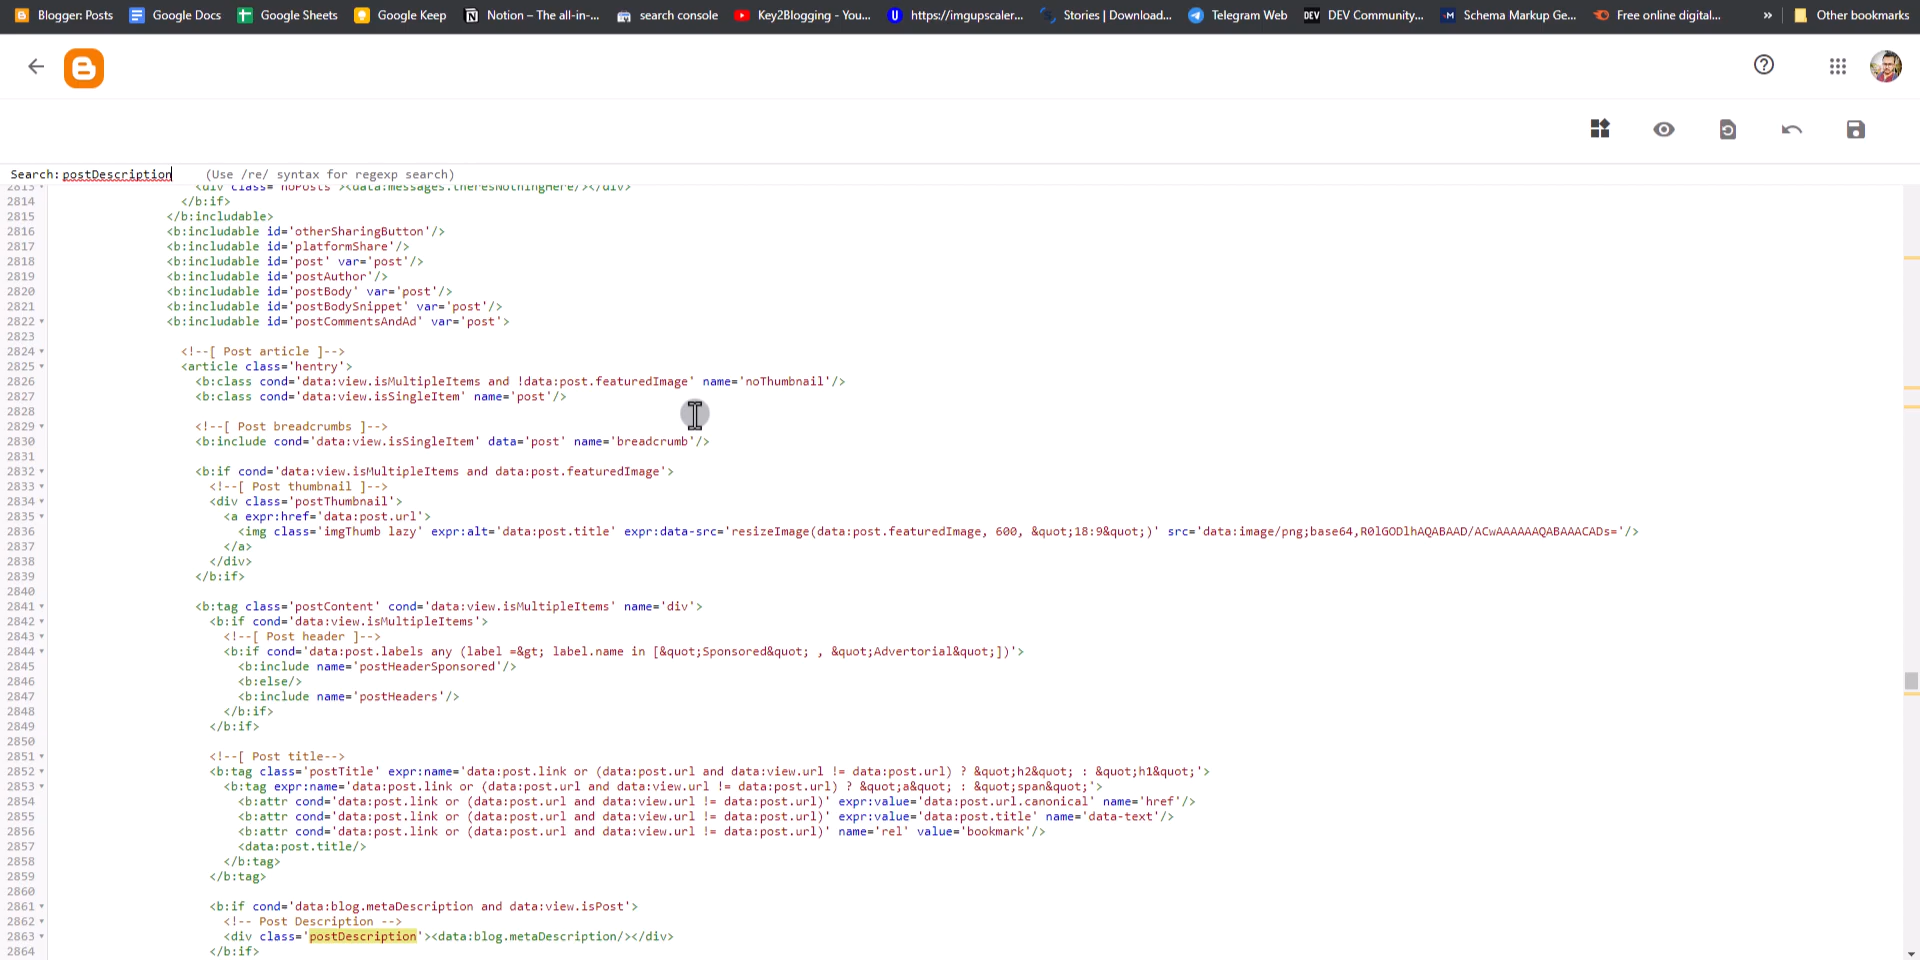 Blogger: Posts Google Docs Google Sheets Google Keep Notion – The all-in-... search console Key2Blogging - You... https://imgupscaler... Stories | Download... Telegram Web DEV Community... Schema Markup Ge... Free online digital... » Other bookmarks
Search: postDescription (Use /re/ syntax for regexp search)
2813 <div class='noPosts'><data:messages.theresNothingHere/></div>
2814 </b:if>
2815 </b:includable>
2816 <b:includable id='otherSharingButton'/>
2817 <b:includable id='platformShare'/>
2818 <b:includable id='post' var='post'/>
2819 <b:includable id='postAuthor'/>
2820 <b:includable id='postBody' var='post'/>
2821 <b:includable id='postBodySnippet' var='post'/>
2822 <b:includable id='postCommentsAndAd' var='post'>
2823
2824 <!--[ Post article ]-->
2825 <article class='hentry'>
2826 <b:class cond='data:view.isMultipleItems and !data:post.featuredImage' name='noThumbnail'/>
2827 <b:class cond='data:view.isSingleItem' name='post'/>
2828
2829 <!--[ Post breadcrumbs ]-->
2830 <b:include cond='data:view.isSingleItem' data='post' name='breadcrumb'/>
2831
2832 <b:if cond='data:view.isMultipleItems and data:post.featuredImage'>
2833 <!--[ Post thumbnail ]-->
2834 <div class='postThumbnail'>
2835 <a expr:href='data:post.url'>
2836 <img class='imgThumb lazy' expr:alt='data:post.title' expr:data-src='resizeImage(data:post.featuredImage, 600, &quot;18:9&quot;)' src='data:image/png;base64,R0lGODlhAQABAAD/ACwAAAAAAQABAAACADs='/>
2837 </a>
2838 </div>
2839 </b:if>
2840
2841 <b:tag class='postContent' cond='data:view.isMultipleItems' name='div'>
2842 <b:if cond='data:view.isMultipleItems'>
2843 <!--[ Post header ]-->
2844 <b:if cond='data:post.labels any (label =&gt; label.name in [&quot;Sponsored&quot; , &quot;Advertorial&quot;])'>
2845 <b:include name='postHeaderSponsored'/>
2846 <b:else/>
2847 <b:include name='postHeaders'/>
2848 </b:if>
2849 </b:if>
2850
2851 <!--[ Post title-->
2852 <b:tag class='postTitle' expr:name='data:post.link or (data:post.url and data:view.url != data:post.url) ? &quot;h2&quot; : &quot;h1&quot;'>
2853 <b:tag expr:name='data:post.link or (data:post.url and data:view.url != data:post.url) ? &quot;a&quot; : &quot;span&quot;'>
2854 <b:attr cond='data:post.link or (data:post.url and data:view.url != data:post.url)' expr:value='data:post.url.canonical' name='href'/>
2855 <b:attr cond='data:post.link or (data:post.url and data:view.url != data:post.url)' expr:value='data:post.title' name='data-text'/>
2856 <b:attr cond='data:post.link or (data:post.url and data:view.url != data:post.url)' name='rel' value='bookmark'/>
2857 <data:post.title/>
2858 </b:tag>
2859 </b:tag>
2860
2861 <b:if cond='data:blog.metaDescription and data:view.isPost'>
2862 <!-- Post Description -->
2863 <div class='postDescription'><data:blog.metaDescription/></div>
2864 </b:if>